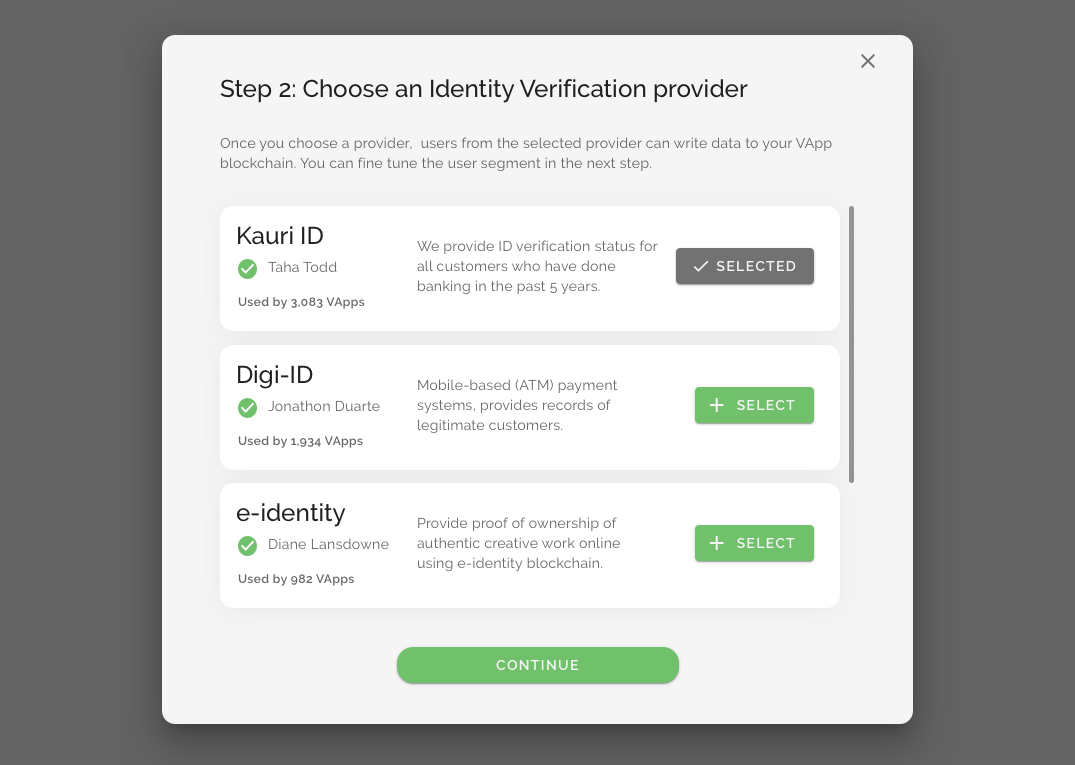 Step 2: Choose an Identity Verification provider
Once you choose a provider,  users from the selected provider can write data to your VApp
blockchain. You can fine tune the user segment in the next step.
Kauri ID
Taha Todd
Used by 3,083 VApps
We provide ID verification status for
all customers who have done
banking in the past 5 years.
SELECTED
Digi-ID
Jonathon Duarte
Used by 1,934 VApps
Mobile-based (ATM) payment
systems, provides records of
legitimate customers.
SELECT
e-identity
Diane Lansdowne
Used by 982 VApps
Provide proof of ownership of
authentic creative work online
using e-identity blockchain.
SELECT
CONTINUE